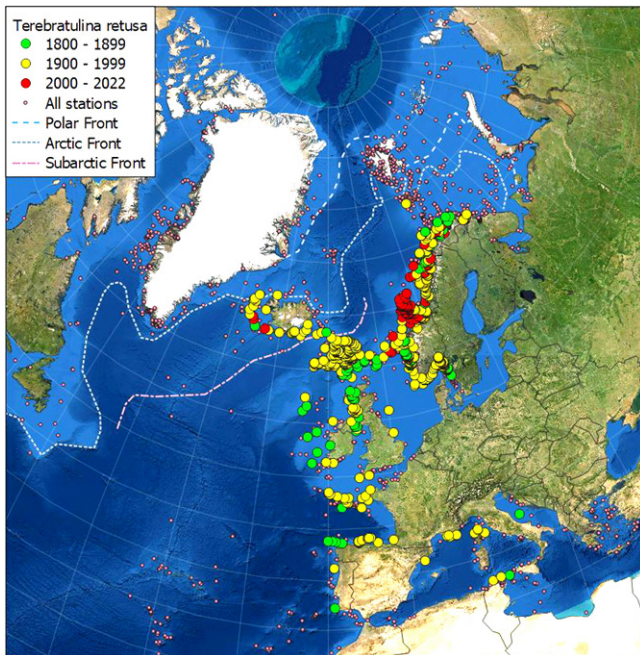 Terebratulina retusa
1800 - 1899
1900 - 1999
2000 - 2022
All stations
Polar Front
Arctic Front
Subarctic Front